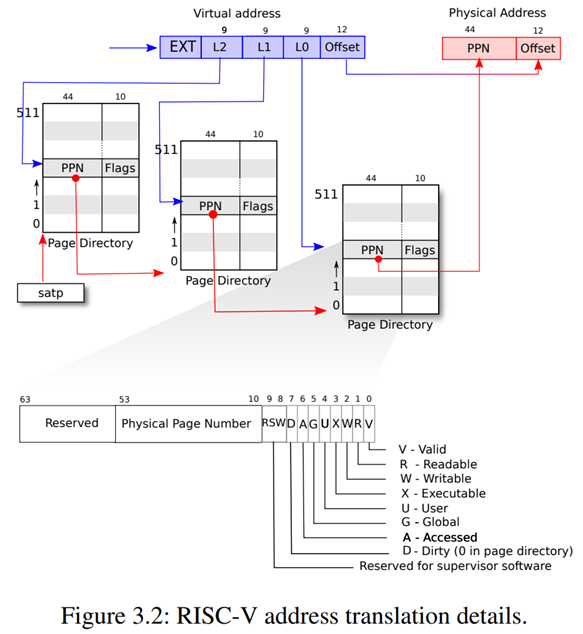 Virtual address
Physical Address
9 9 9 12
EXT L2 L1 L0 Offset
44 12
PPN Offset
44 10
511
PPN Flags
1
0
Page Directory
satp
44 10
511
PPN Flags
1
0
Page Directory
44 10
511
PPN Flags
1
0
Page Directory
63 53 10 9 8 7 6 5 4 3 2 1 0
Reserved Physical Page Number RSW D A G U X W R V
V - Valid
R - Readable
W - Writable
X - Executable
U - User
G - Global
A - Accessed
D - Dirty (0 in page directory)
Reserved for supervisor software
Figure 3.2: RISC-V address translation details.